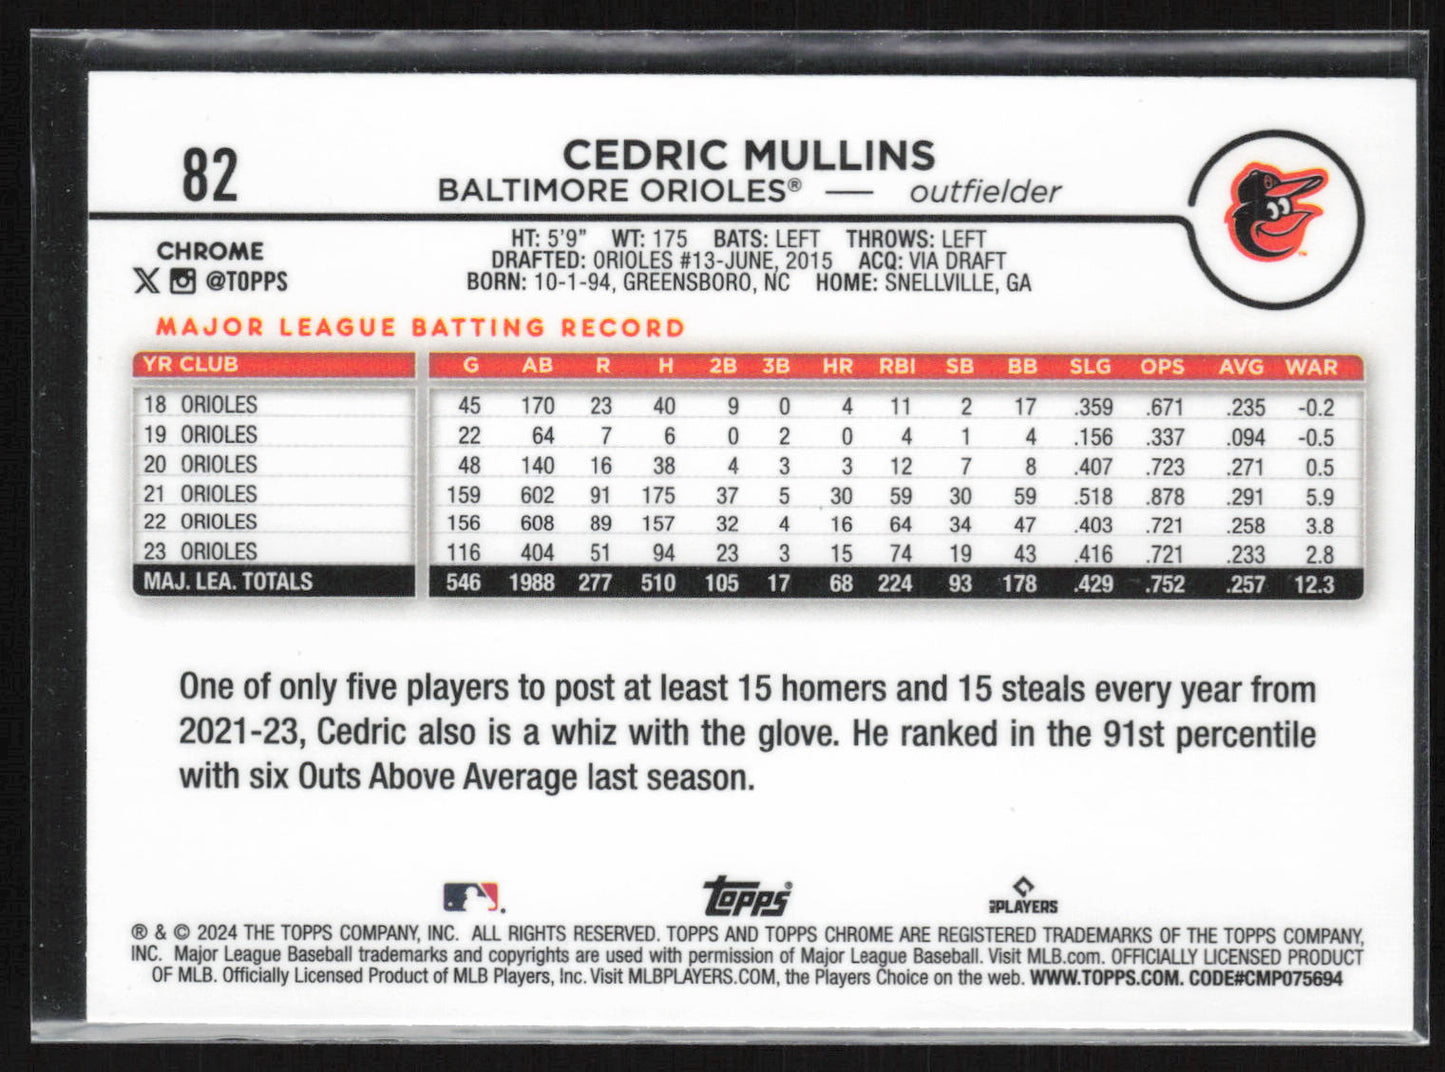 82
CEDRIC MULLINS
BALTIMORE ORIOLES® — outfielder
CHROME
X @TOPPS
HT: 5'9" WT: 175 BATS: LEFT THROWS: LEFT
DRAFTED: ORIOLES #13-JUNE, 2015 ACQ: VIA DRAFT
BORN: 10-1-94, GREENSBORO, NC HOME: SNELLVILLE, GA
MAJOR LEAGUE BATTING RECORD
YR CLUB G AB R H 2B 3B HR RBI SB BB SLG OPS AVG WAR
18 ORIOLES 45 170 23 40 9 0 4 11 2 17 .359 .671 .235 -0.2
19 ORIOLES 22 64 7 6 0 2 0 4 1 4 .156 .337 .094 -0.5
20 ORIOLES 48 140 16 38 4 3 3 12 7 8 .407 .723 .271 0.5
21 ORIOLES 159 602 91 175 37 5 30 59 30 59 .518 .878 .291 5.9
22 ORIOLES 156 608 89 157 32 4 16 64 34 47 .403 .721 .258 3.8
23 ORIOLES 116 404 51 94 23 3 15 74 19 43 .416 .721 .233 2.8
MAJ. LEA. TOTALS 546 1988 277 510 105 17 68 224 93 178 .429 .752 .257 12.3
One of only five players to post at least 15 homers and 15 steals every year from
2021-23, Cedric also is a whiz with the glove. He ranked in the 91st percentile
with six Outs Above Average last season.
Topps®
PLAYERS
® & © 2024 THE TOPPS COMPANY, INC. ALL RIGHTS RESERVED. TOPPS AND TOPPS CHROME ARE REGISTERED TRADEMARKS OF THE TOPPS COMPANY,
INC. Major League Baseball trademarks and copyrights are used with permission of Major League Baseball. Visit MLB.com. OFFICIALLY LICENSED PRODUCT
OF MLB. Officially Licensed Product of MLB Players, Inc. Visit MLBPLAYERS.COM, the Players Choice on the web. WWW.TOPPS.COM. CODE#CMP075694